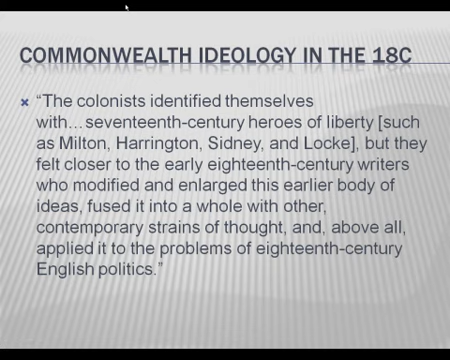 COMMONWEALTH IDEOLOGY IN THE 18C
“The colonists identified themselves
with…seventeenth-century heroes of liberty [such
as Milton, Harrington, Sidney, and Locke], but they
felt closer to the early eighteenth-century writers
who modified and enlarged this earlier body of
ideas, fused it into a whole with other,
contemporary strains of thought, and, above all,
applied it to the problems of eighteenth-century
English politics.”